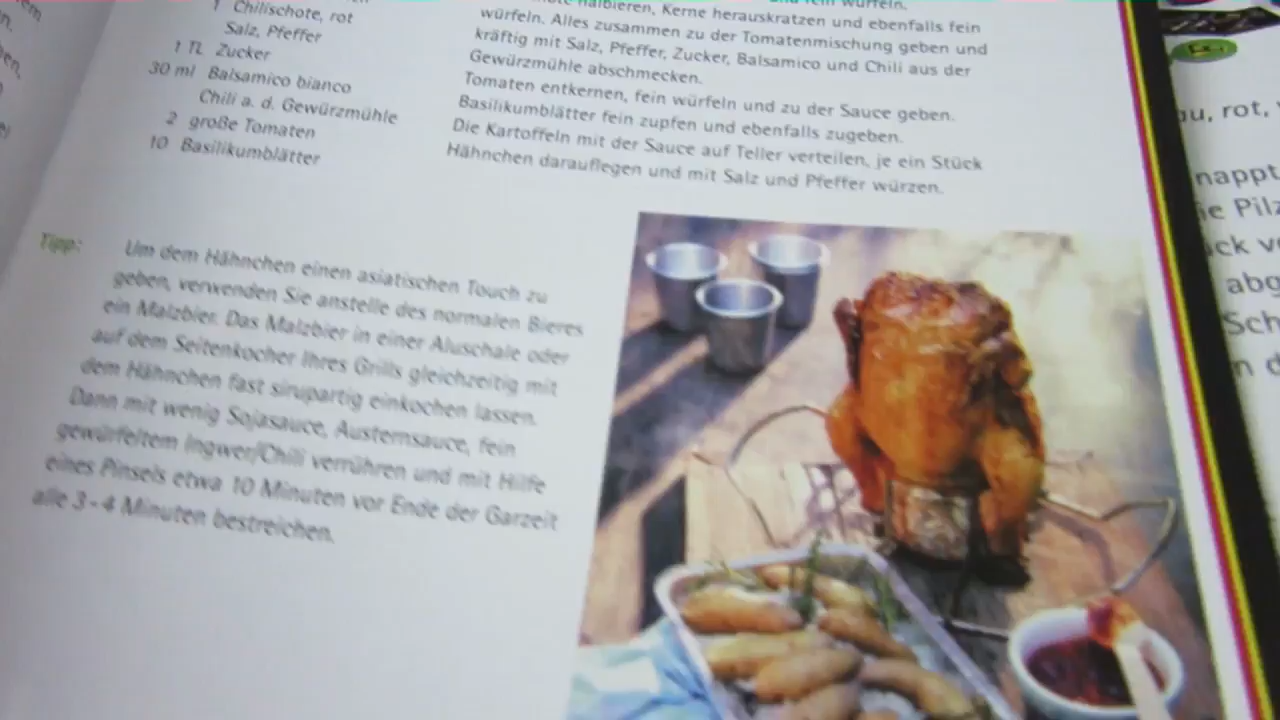 1 Chilischote, rot
Salz, Pfeffer
1 TL Zucker
30 ml Balsamico bianco
Chili a. d. Gewürzmühle
2 große Tomaten
10 Basilikumblätter
halbieren, Kerne herauskratzen und ebenfalls fein
würfeln. Alles zusammen zu der Tomatenmischung geben und
kräftig mit Salz, Pfeffer, Zucker, Balsamico und Chili aus der
Gewürzmühle abschmecken.
Tomaten entkernen, fein würfeln und zu der Sauce geben.
Basilikumblätter fein zupfen und ebenfalls zugeben.
Die Kartoffeln mit der Sauce auf Teller verteilen, je ein Stück
Hähnchen darauflegen und mit Salz und Pfeffer würzen.
Tipp:
Um dem Hähnchen einen asiatischen Touch zu
geben, verwenden Sie anstelle des normalen Bieres
ein Malzbier. Das Malzbier in einer Aluschale oder
auf dem Seitenkocher Ihres Grills gleichzeitig mit
dem Hähnchen fast sirupartig einkochen lassen.
Dann mit wenig Sojasauce, Austernsauce, fein
gewürfeltem Ingwer/Chili verrühren und mit Hilfe
eines Pinsels etwa 10 Minuten vor Ende der Garzeit
alle 3 - 4 Minuten bestreichen.
rot,